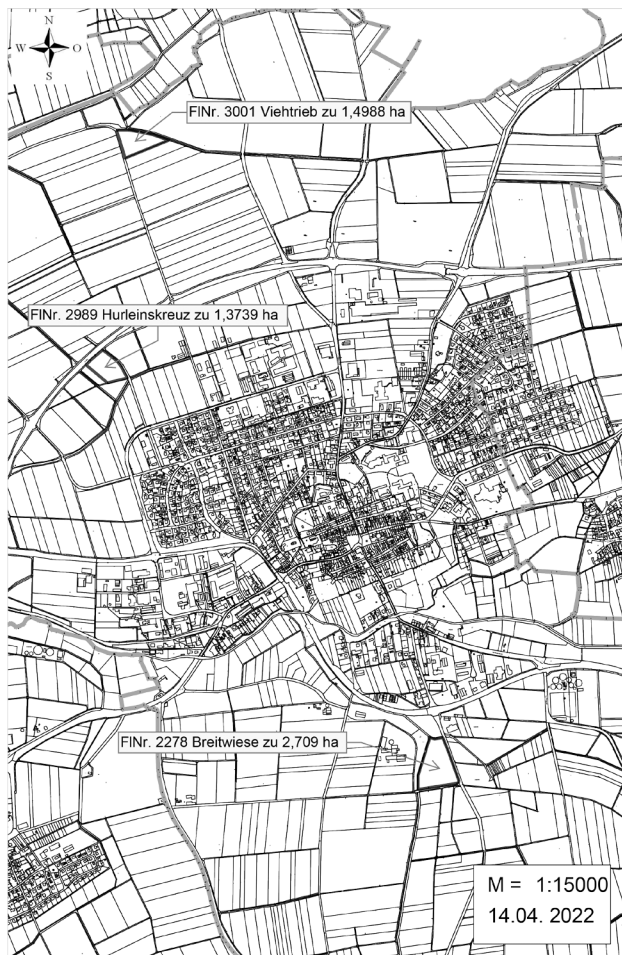 N
W O
S
FlNr. 3001 Viehtrieb zu 1,4988 ha
FlNr. 2989 Hurleinskreuz zu 1,3739 ha
FlNr. 2278 Breitwiese zu 2,709 ha
M = 1:15000
14.04. 2022